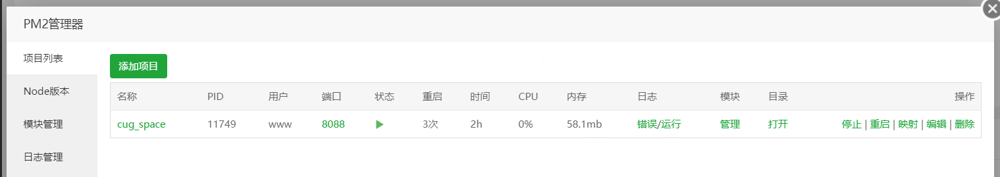 PM2管理器
项目列表
Node版本
模块管理
日志管理
添加项目
名称 PID 用户 端口 状态 重启 时间 CPU 内存 日志 模块 目录 操作
cug_space 11749 www 8088 3次 2h 0% 58.1mb 错误/运行 管理 打开 停止 | 重启 | 映射 | 编辑 | 删除